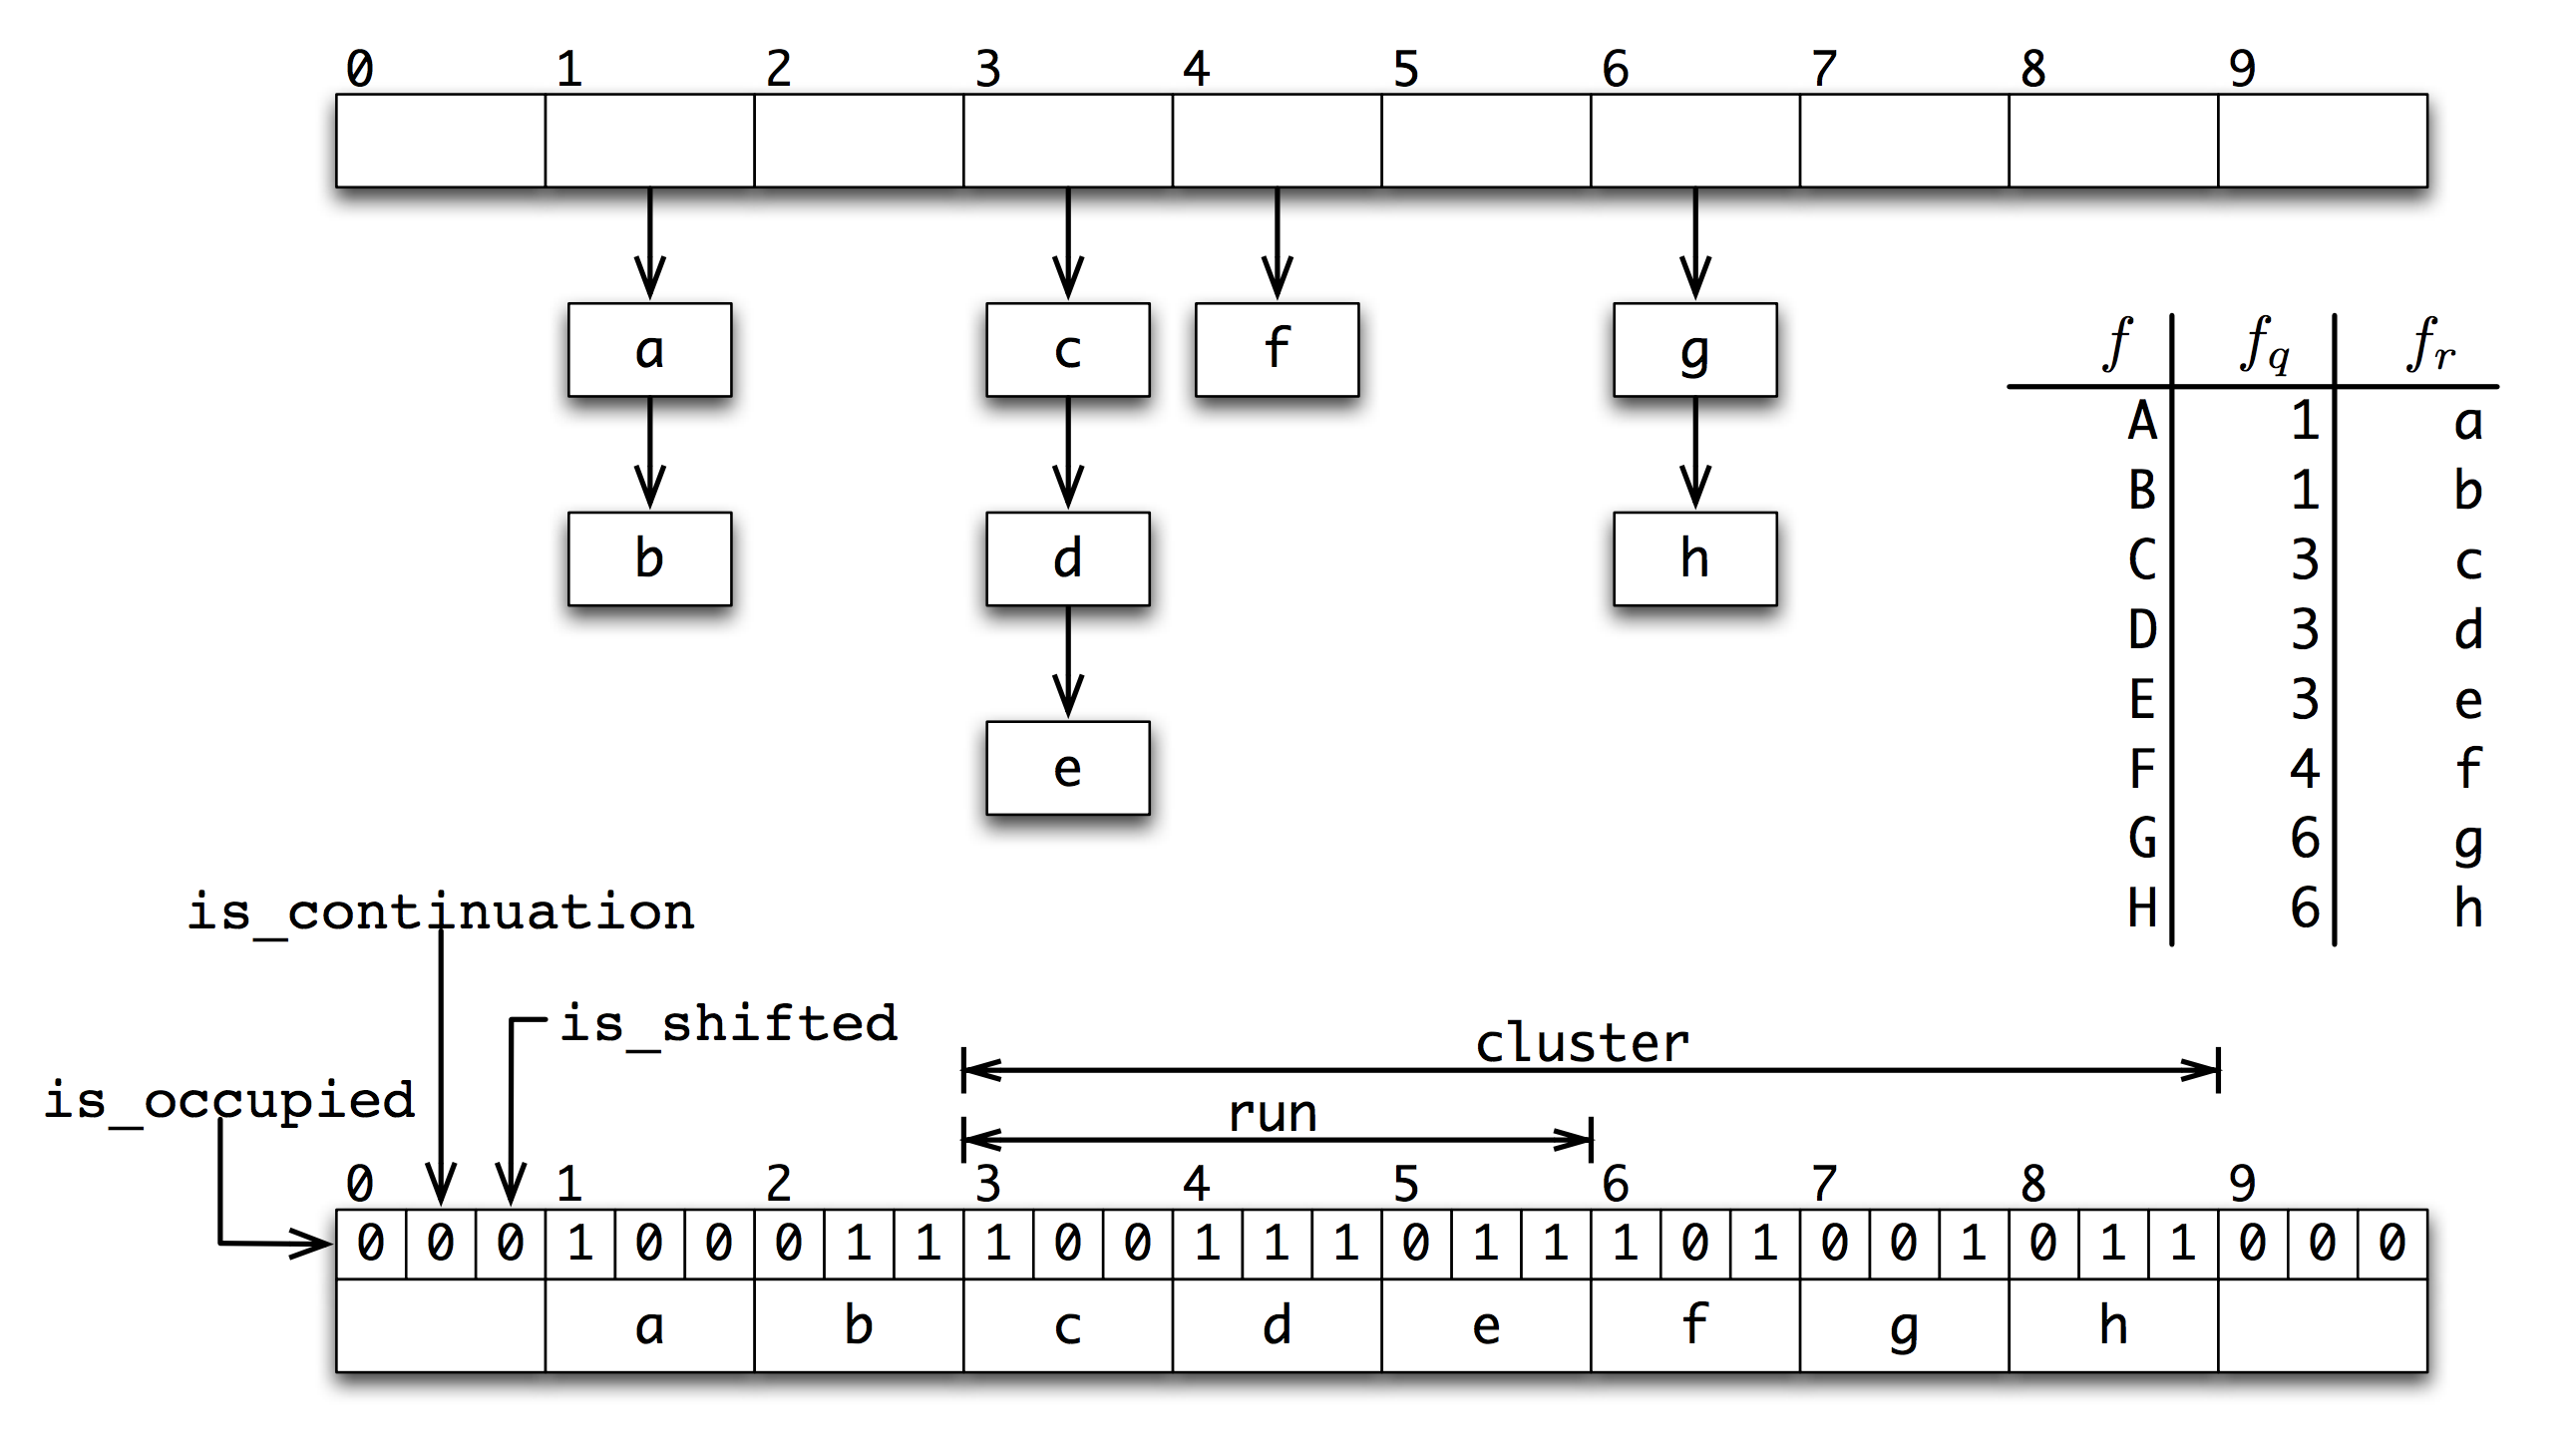 0 1 2 3 4 5 6 7 8 9
a c f g
b d h
e
f f_q f_r
A 1 a
B 1 b
C 3 c
D 3 d
E 3 e
F 4 f
G 6 g
H 6 h
is_continuation
is_shifted
is_occupied
cluster
run
0 1 2 3 4 5 6 7 8 9
0 0 0 1 0 0 0 1 1 1 0 0 1 1 1 0 1 1 1 0 1 0 0 1 0 1 1 0 0 0
a b c d e f g h